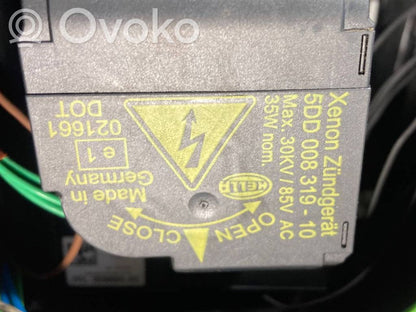 Ovoko
Xenon Zündgerät
5DD 008 319 - 10
Max. 30KV / 85V AC
35W nom.
HELLA
OPEN
CLOSE
021661
DOT
e 1
Made in
Germany